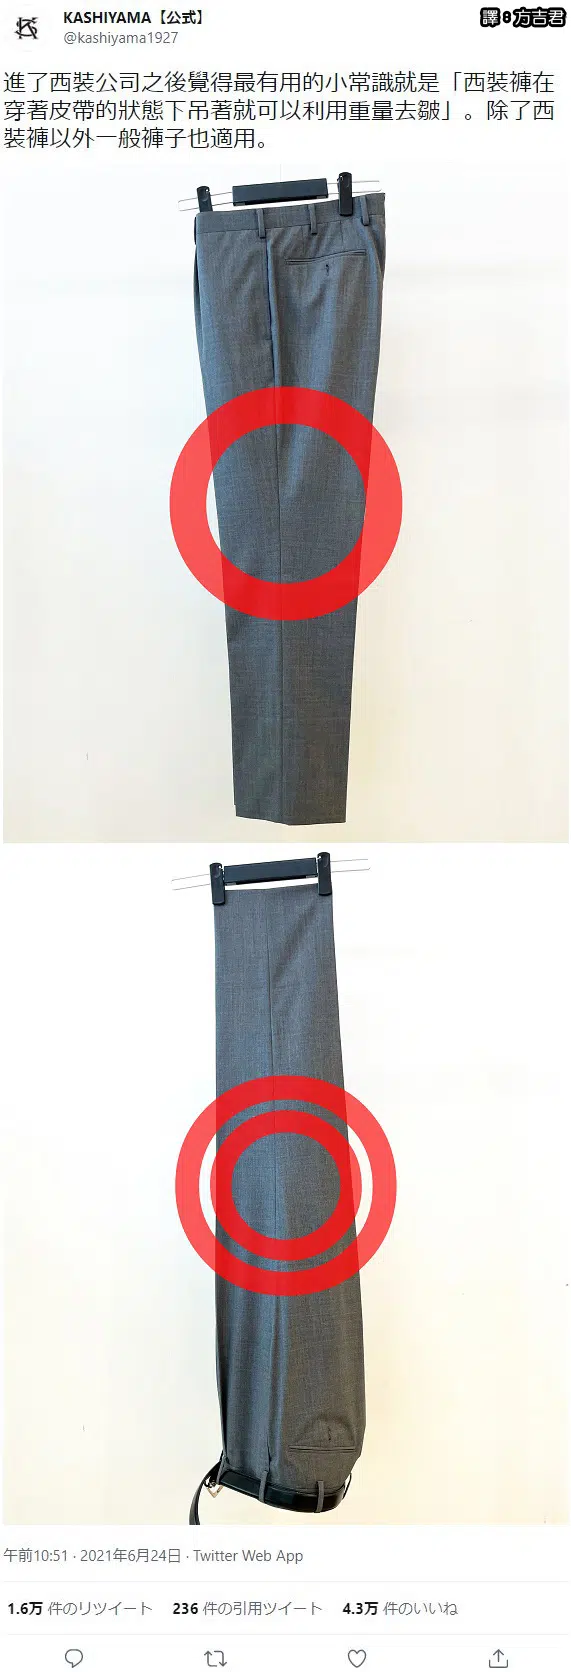 KASHIYAMA【公式】
@kashiyama1927
譯8方吉君
進了西裝公司之後覺得最有用的小常識就是「西裝褲在
穿著皮帶的狀態下吊著就可以利用重量去皺」。除了西
裝褲以外一般褲子也適用。
午前10:51 · 2021年6月24日 · Twitter Web App
1.6万 件のリツイート 236 件の引用ツイート 4.3万 件のいいね